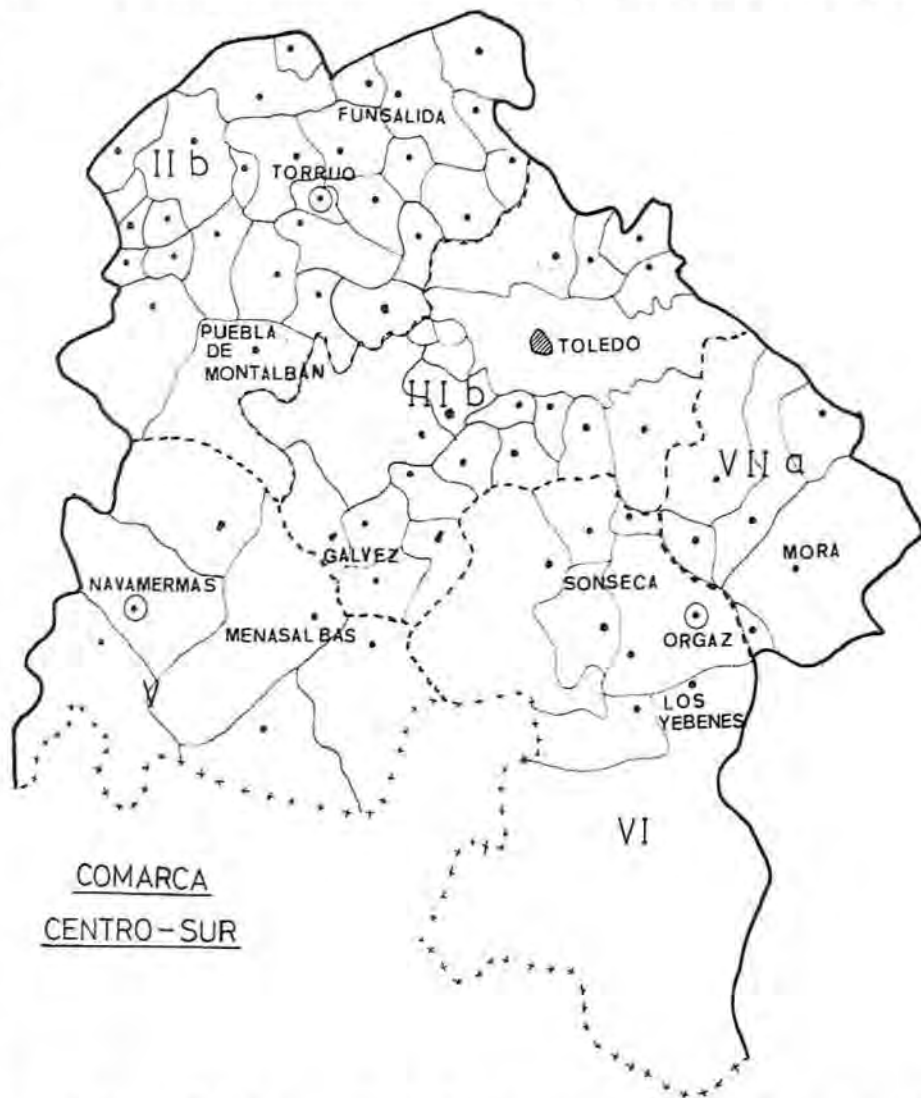 FUNSALIDA
II b
TORRIJO
PUEBLA
DE
MONTALBAN
TOLEDO
III b
VII a
GALVEZ
MORA
NAVAMERMAS
SONSECA
MENASALBAS
ORGAZ
V
LOS
YEBENES
VI
COMARCA
CENTRO-SUR